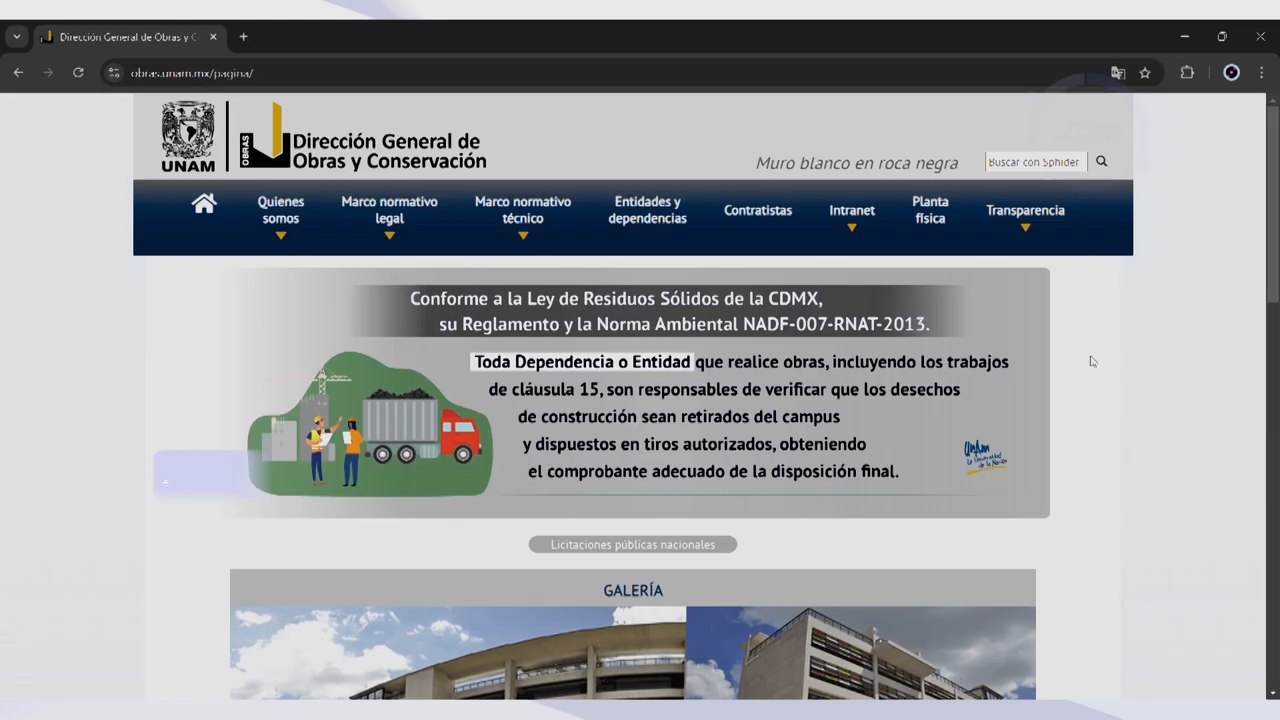 Dirección General de Obras y C
obras.unam.mx/pagina/
UNAM
OBRAS
Dirección General de
Obras y Conservación
Muro blanco en roca negra
Buscar con Sphider
Quienes somos
Marco normativo legal
Marco normativo técnico
Entidades y dependencias
Contratistas
Intranet
Planta física
Transparencia
Conforme a la Ley de Residuos Sólidos de la CDMX,
su Reglamento y la Norma Ambiental NADF-007-RNAT-2013.
Toda Dependencia o Entidad que realice obras, incluyendo los trabajos
de cláusula 15, son responsables de verificar que los desechos
de construcción sean retirados del campus
y dispuestos en tiros autorizados, obteniendo
el comprobante adecuado de la disposición final.
UNAM
La Universidad
de la Nación
Licitaciones públicas nacionales
GALERÍA